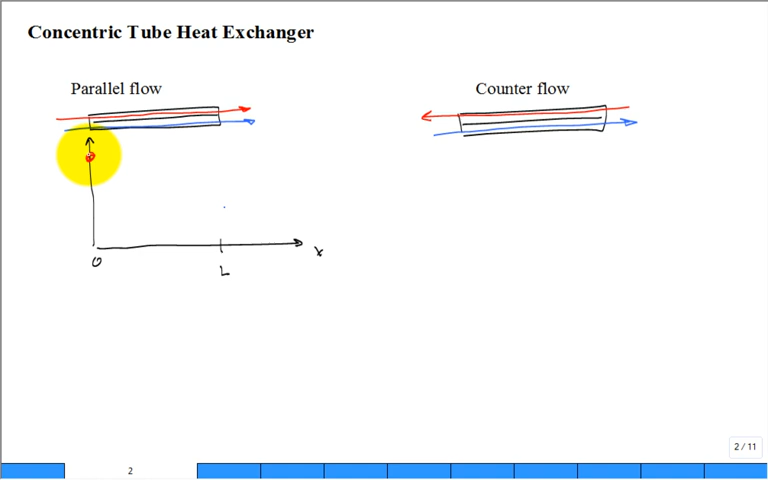 Concentric Tube Heat Exchanger
Parallel flow
Counter flow
0
L
x
2 / 11
2